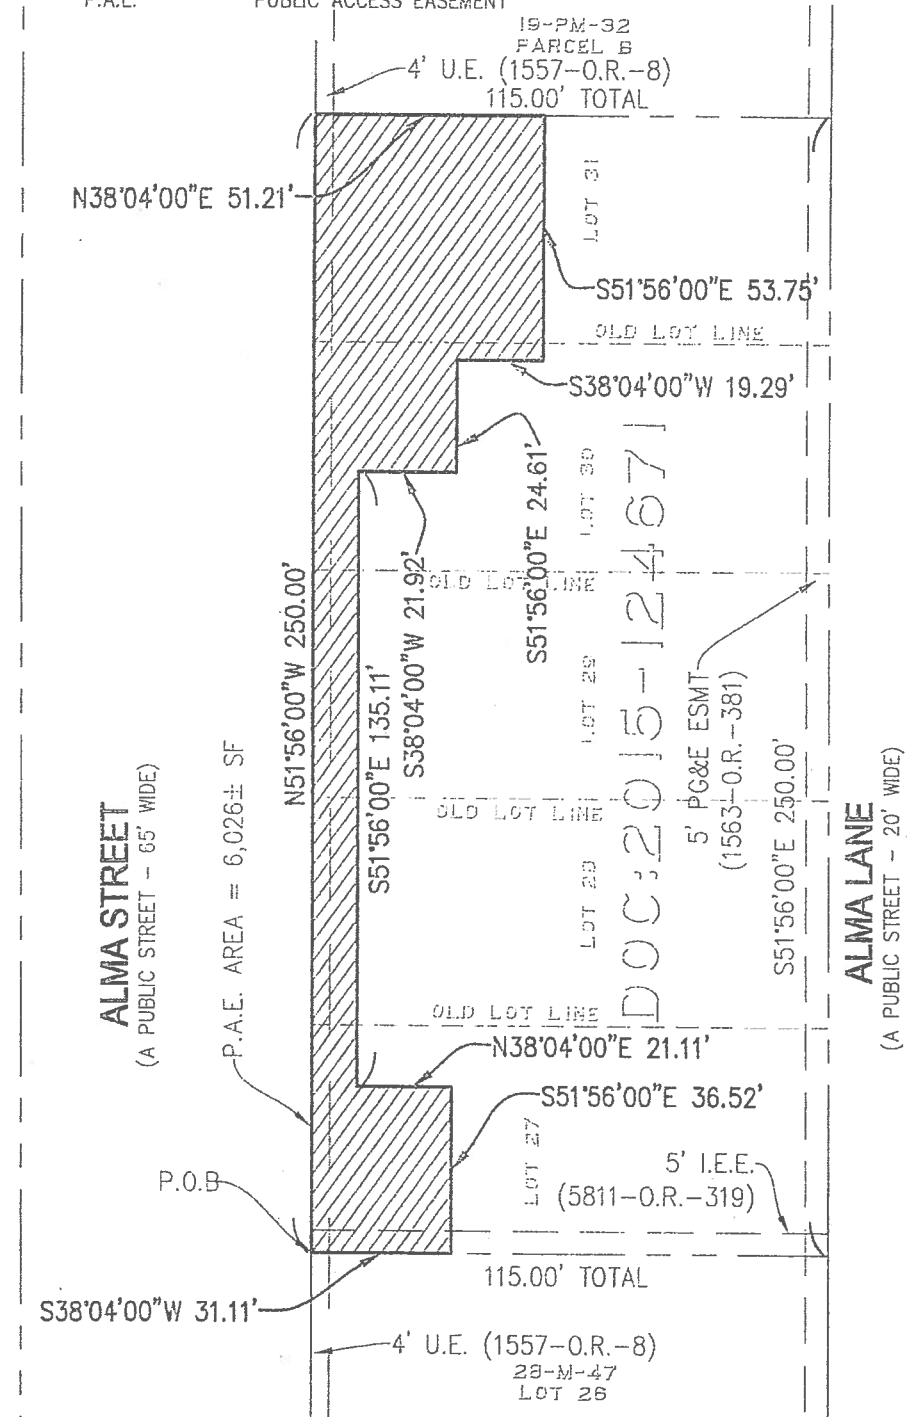 P.A.E. PUBLIC ACCESS EASEMENT
19-PM-32
PARCEL B
4' U.E. (1557-O.R.-8)
115.00' TOTAL
N38°04'00"E 51.21'
LOT 31
S51°56'00"E 53.75'
OLD LOT LINE
S38°04'00"W 19.29'
S51°56'00"E 24.61'
LOT 30
S38°04'00"W 21.92'
OLD LOT LINE
N51°56'00"W 250.00'
S51°56'00"E 135.11'
DOC:2015-124671
LOT 29
5' PG&E ESMT
(1563-O.R.-381)
S51°56'00"E 250.00'
ALMA STREET
(A PUBLIC STREET - 65' WIDE)
P.A.E. AREA = 6,026± SF
OLD LOT LINE
LOT 28
ALMA LANE
(A PUBLIC STREET - 20' WIDE)
OLD LOT LINE
N38°04'00"E 21.11'
S51°56'00"E 36.52'
LOT 27
5' I.E.E.
(5811-O.R.-319)
P.O.B
115.00' TOTAL
S38°04'00"W 31.11'
4' U.E. (1557-O.R.-8)
28-M-47
LOT 26